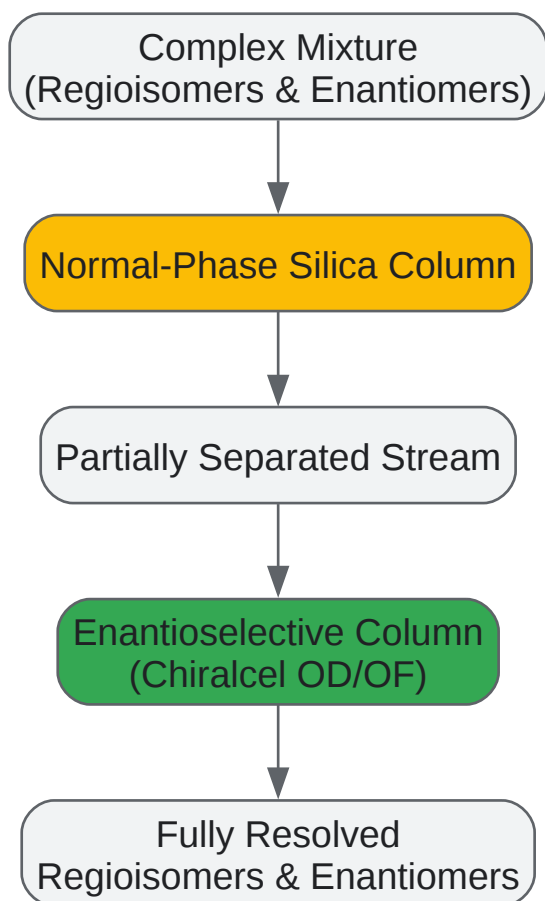 Complex Mixture
(Regioisomers & Enantiomers)
Normal-Phase Silica Column
Partially Separated Stream
Enantioselective Column
(Chiralcel OD/OF)
Fully Resolved
Regioisomers & Enantiomers